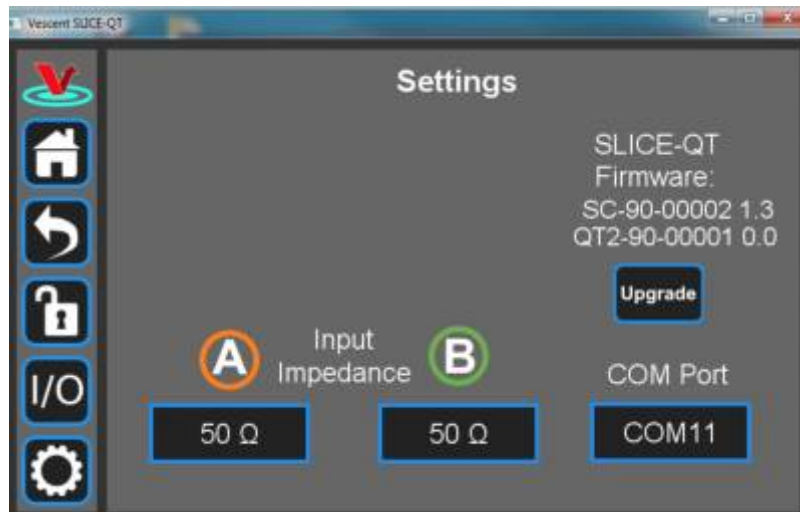 Vescent SLICE-QT
Settings
SLICE-QT
Firmware:
SC-90-00002 1.3
QT2-90-00001 0.0
Upgrade
A
Input
Impedance
B
COM Port
I/O
50 Ω
50 Ω
COM11